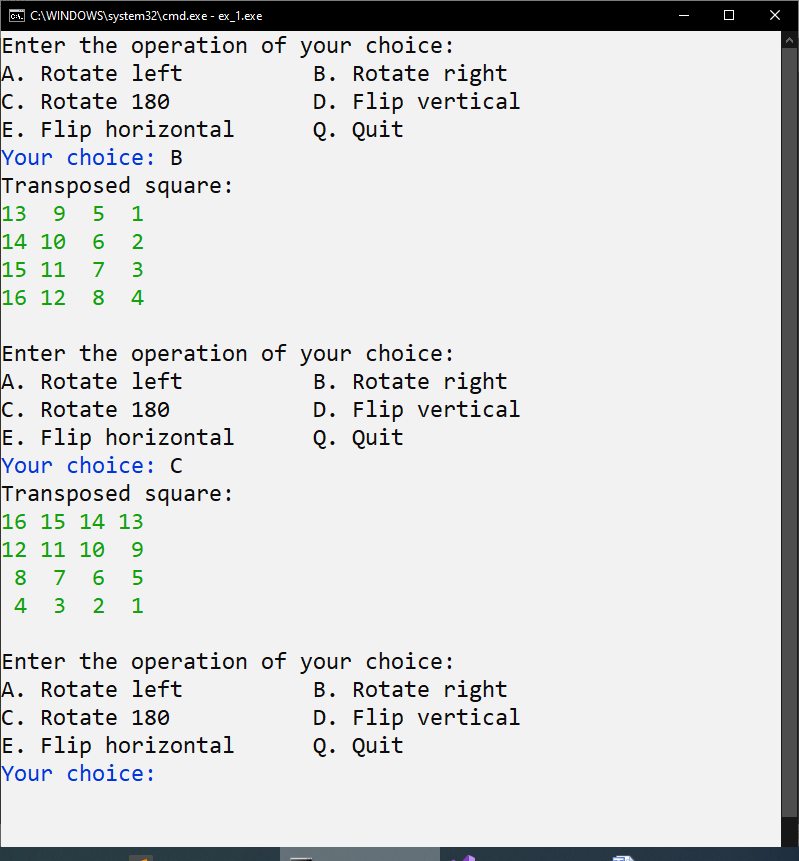 C:\WINDOWS\system32\cmd.exe - ex_1.exe
Enter the operation of your choice:
A. Rotate left          B. Rotate right
C. Rotate 180           D. Flip vertical
E. Flip horizontal      Q. Quit
Your choice: B
Transposed square:
13  9  5  1
14 10  6  2
15 11  7  3
16 12  8  4
Enter the operation of your choice:
A. Rotate left          B. Rotate right
C. Rotate 180           D. Flip vertical
E. Flip horizontal      Q. Quit
Your choice: C
Transposed square:
16 15 14 13
12 11 10  9
 8  7  6  5
 4  3  2  1
Enter the operation of your choice:
A. Rotate left          B. Rotate right
C. Rotate 180           D. Flip vertical
E. Flip horizontal      Q. Quit
Your choice: